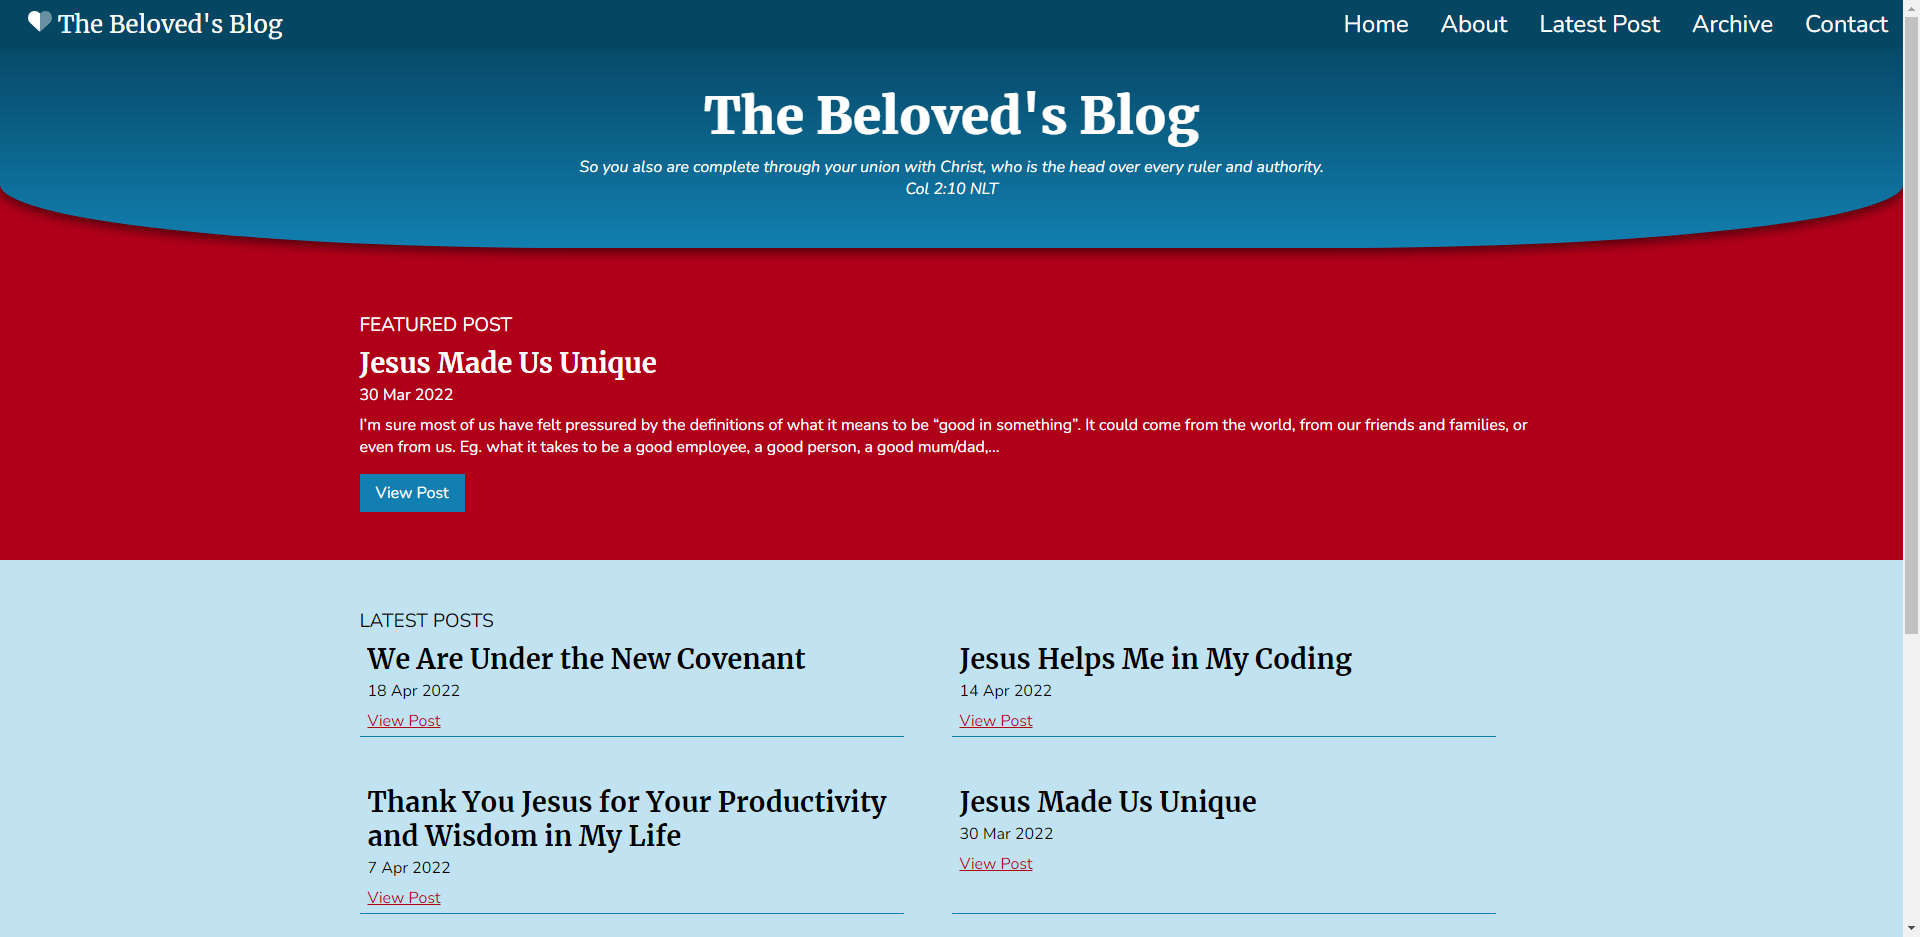 The Beloved's Blog
Home About Latest Post Archive Contact
The Beloved's Blog
So you also are complete through your union with Christ, who is the head over every ruler and authority.
Col 2:10 NLT
FEATURED POST
Jesus Made Us Unique
30 Mar 2022
I’m sure most of us have felt pressured by the definitions of what it means to be “good in something”. It could come from the world, from our friends and families, or
even from us. Eg. what it takes to be a good employee, a good person, a good mum/dad,...
View Post
LATEST POSTS
We Are Under the New Covenant
18 Apr 2022
View Post
Jesus Helps Me in My Coding
14 Apr 2022
View Post
Thank You Jesus for Your Productivity
and Wisdom in My Life
7 Apr 2022
View Post
Jesus Made Us Unique
30 Mar 2022
View Post